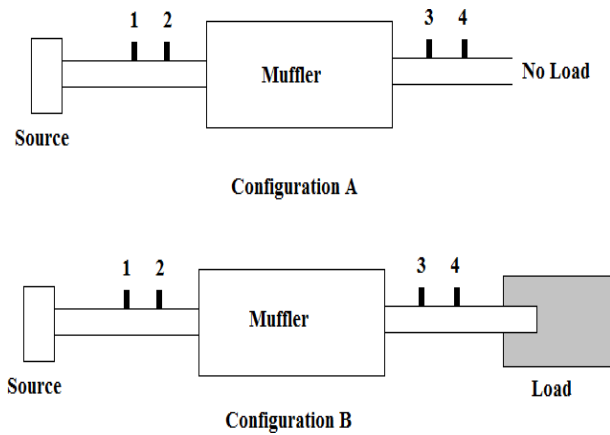 1 2 3 4
Muffler
No Load
Source
Configuration A
1 2 3 4
Muffler
Source
Load
Configuration B